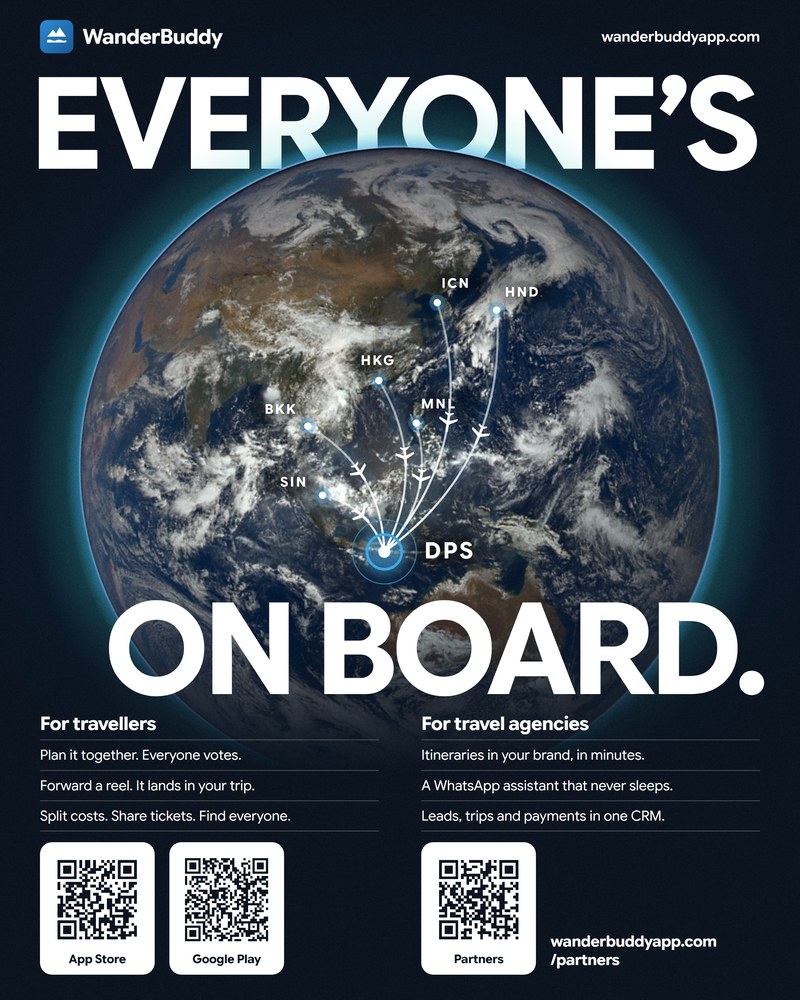 WanderBuddy
wanderbuddyapp.com
EVERYONE’S
ICN
HND
HKG
MNL
BKK
SIN
DPS
ON BOARD.
For travellers
Plan it together. Everyone votes.
Forward a reel. It lands in your trip.
Split costs. Share tickets. Find everyone.
App Store
Google Play
For travel agencies
Itineraries in your brand, in minutes.
A WhatsApp assistant that never sleeps.
Leads, trips and payments in one CRM.
Partners
wanderbuddyapp.com
/partners